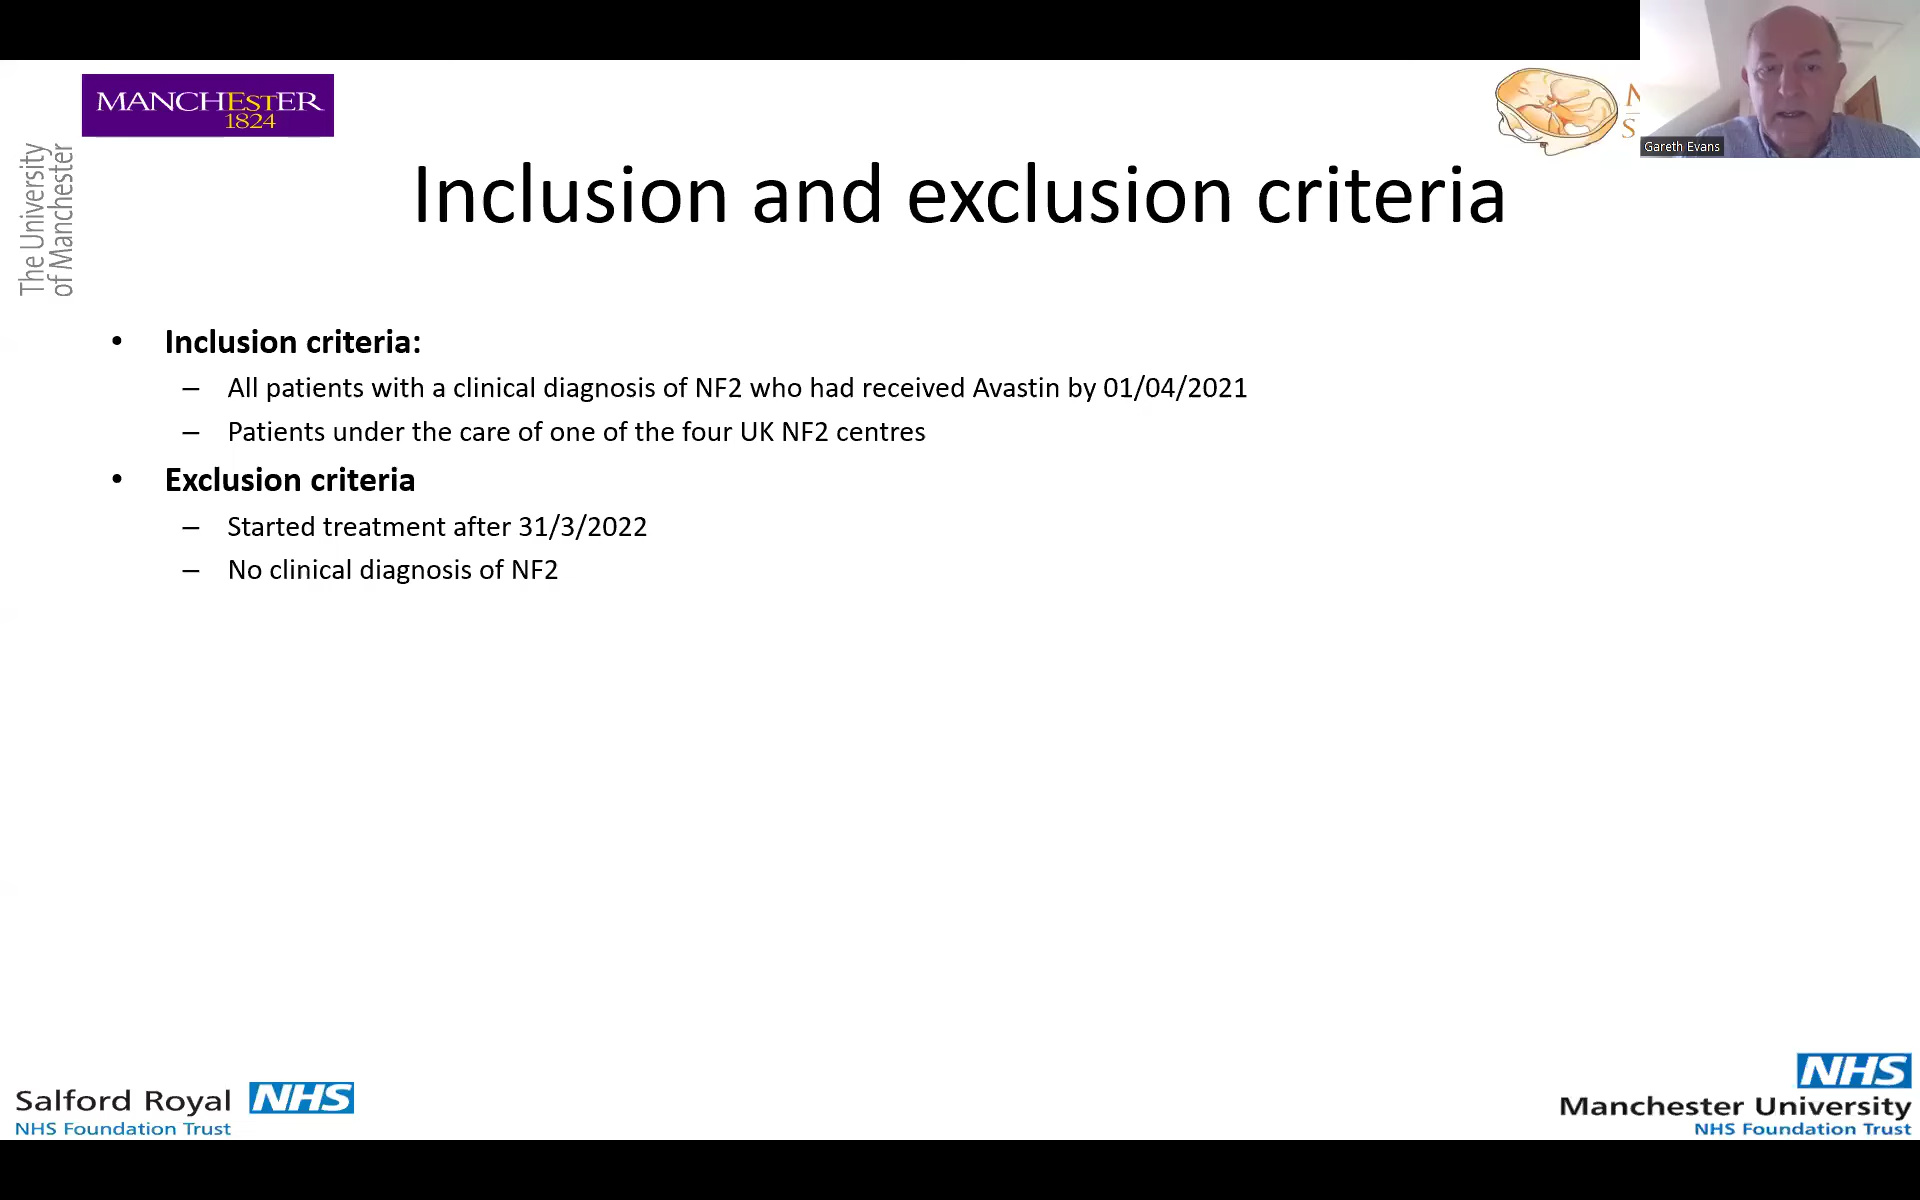 MANCHESTER
1824
The University
of Manchester
Gareth Evans
Inclusion and exclusion criteria
• Inclusion criteria:
– All patients with a clinical diagnosis of NF2 who had received Avastin by 01/04/2021
– Patients under the care of one of the four UK NF2 centres
• Exclusion criteria
– Started treatment after 31/3/2022
– No clinical diagnosis of NF2
Salford Royal NHS
NHS Foundation Trust
NHS
Manchester University
NHS Foundation Trust